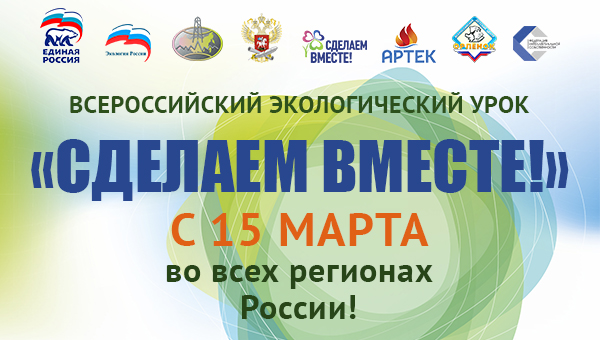 ЕДИНАЯ
РОССИЯ
Экология России
СДЕЛАЕМ
ВМЕСТЕ!
АРТЕК
ВСЕРОССИЙСКИЙ ЭКОЛОГИЧЕСКИЙ УРОК
«СДЕЛАЕМ ВМЕСТЕ!»
С 15 МАРТА
во всех регионах
России!